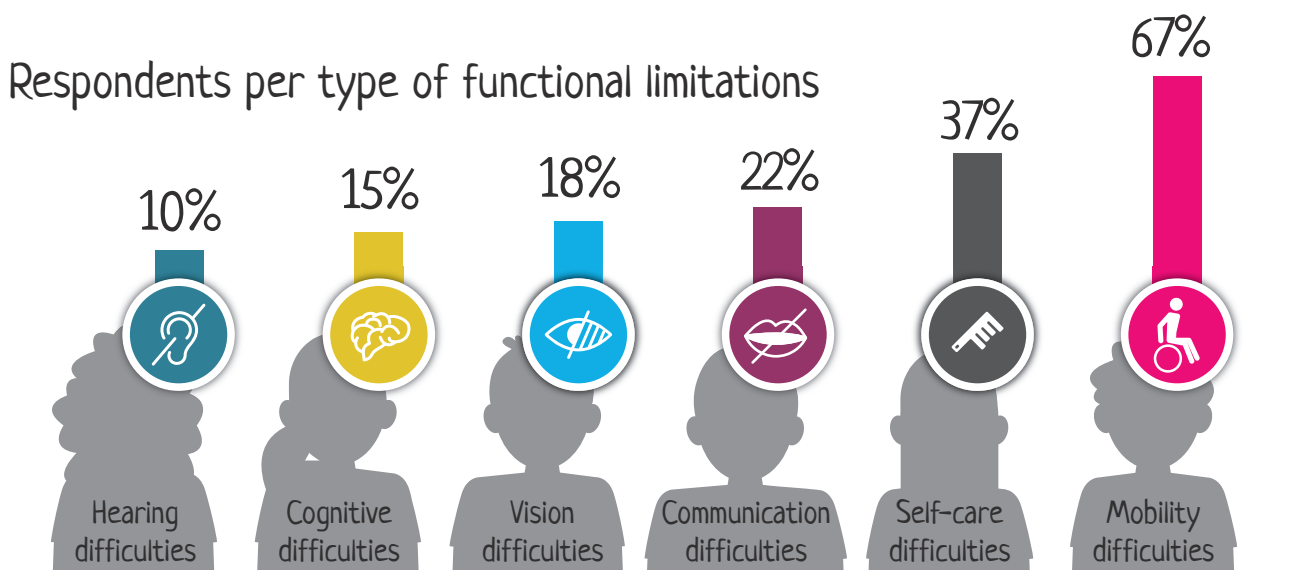 Respondents per type of functional limitations
10%
15%
18%
22%
37%
67%
Hearing
difficulties
Cognitive
difficulties
Vision
difficulties
Communication
difficulties
Self-care
difficulties
Mobility
difficulties